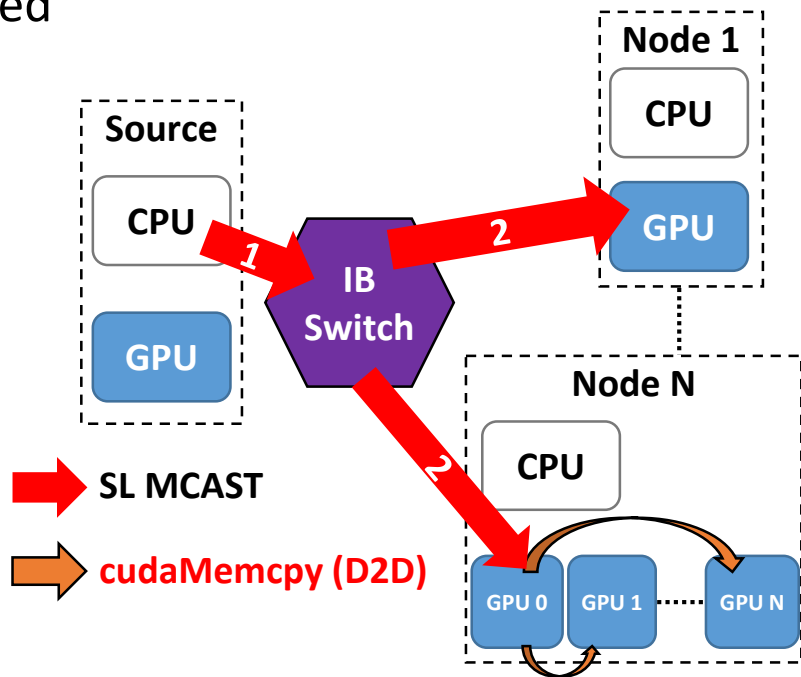 ed
Node 1
CPU
GPU
Source
CPU
GPU
1
IB
Switch
2
2
Node N
CPU
GPU 0
GPU 1
GPU N
SL MCAST
cudaMemcpy (D2D)